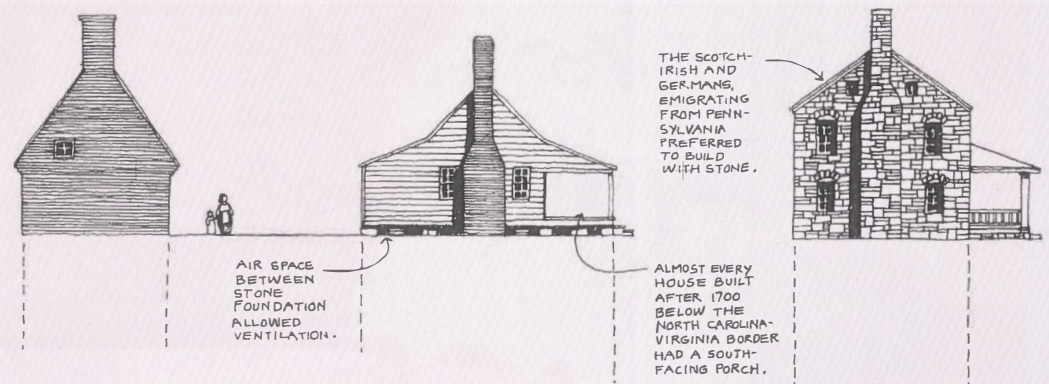 AIR SPACE
BETWEEN
STONE
FOUNDATION
ALLOWED
VENTILATION.
THE SCOTCH-
IRISH AND
GERMANS,
EMIGRATING
FROM PENN-
SYLVANIA
PREFERRED
TO BUILD
WITH STONE.
ALMOST EVERY
HOUSE BUILT
AFTER 1700
BELOW THE
NORTH CAROLINA-
VIRGINIA BORDER
HAD A SOUTH-
FACING PORCH.